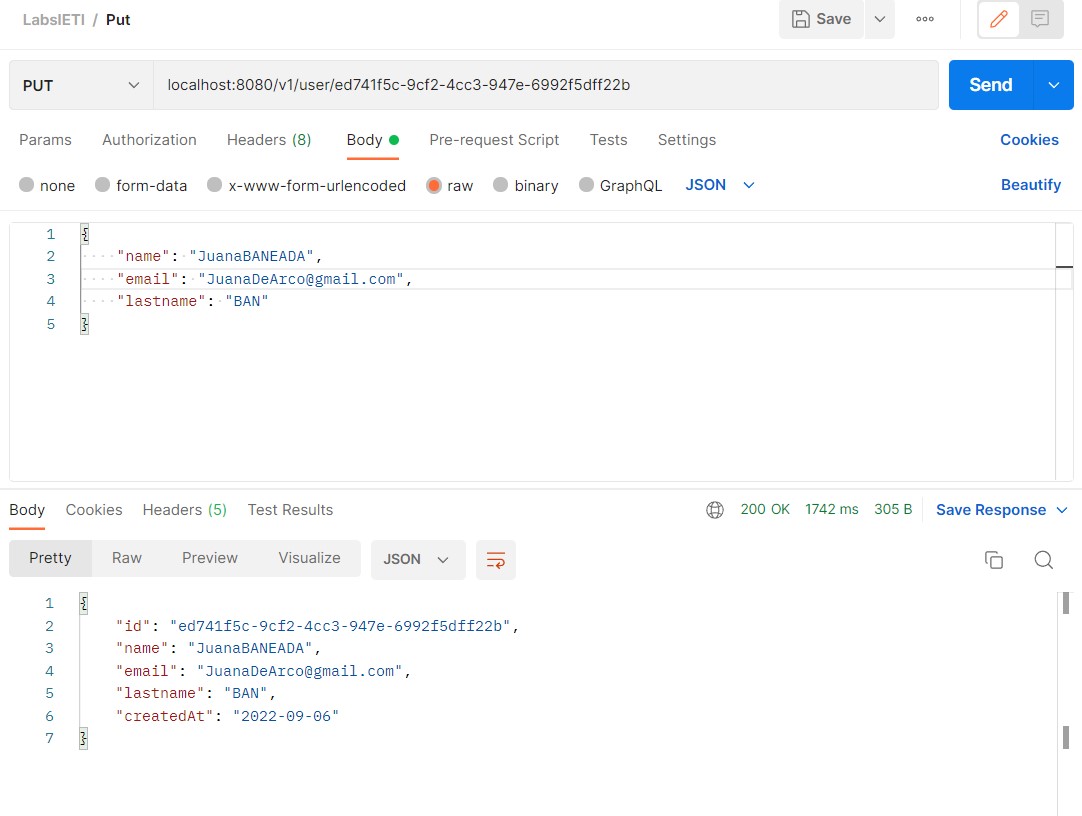 LabsIETI / Put
Save
PUT
localhost:8080/v1/user/ed741f5c-9cf2-4cc3-947e-6992f5dff22b
Send
Params Authorization Headers (8) Body Pre-request Script Tests Settings Cookies
none form-data x-www-form-urlencoded raw binary GraphQL JSON Beautify
1 {
2 "name": "JuanaBANEADA",
3 "email": "JuanaDeArco@gmail.com",
4 "lastname": "BAN"
5 }
Body Cookies Headers (5) Test Results 200 OK 1742 ms 305 B Save Response
Pretty Raw Preview Visualize JSON
1 {
2 "id": "ed741f5c-9cf2-4cc3-947e-6992f5dff22b",
3 "name": "JuanaBANEADA",
4 "email": "JuanaDeArco@gmail.com",
5 "lastname": "BAN",
6 "createdAt": "2022-09-06"
7 }